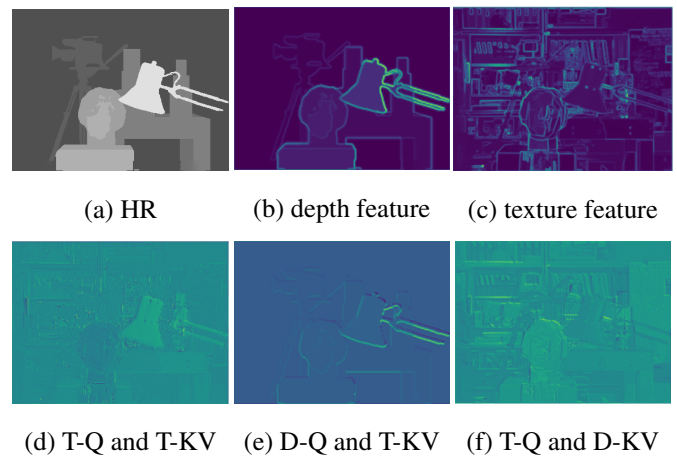 (a) HR
(b) depth feature
(c) texture feature
(d) T-Q and T-KV
(e) D-Q and T-KV
(f) T-Q and D-KV